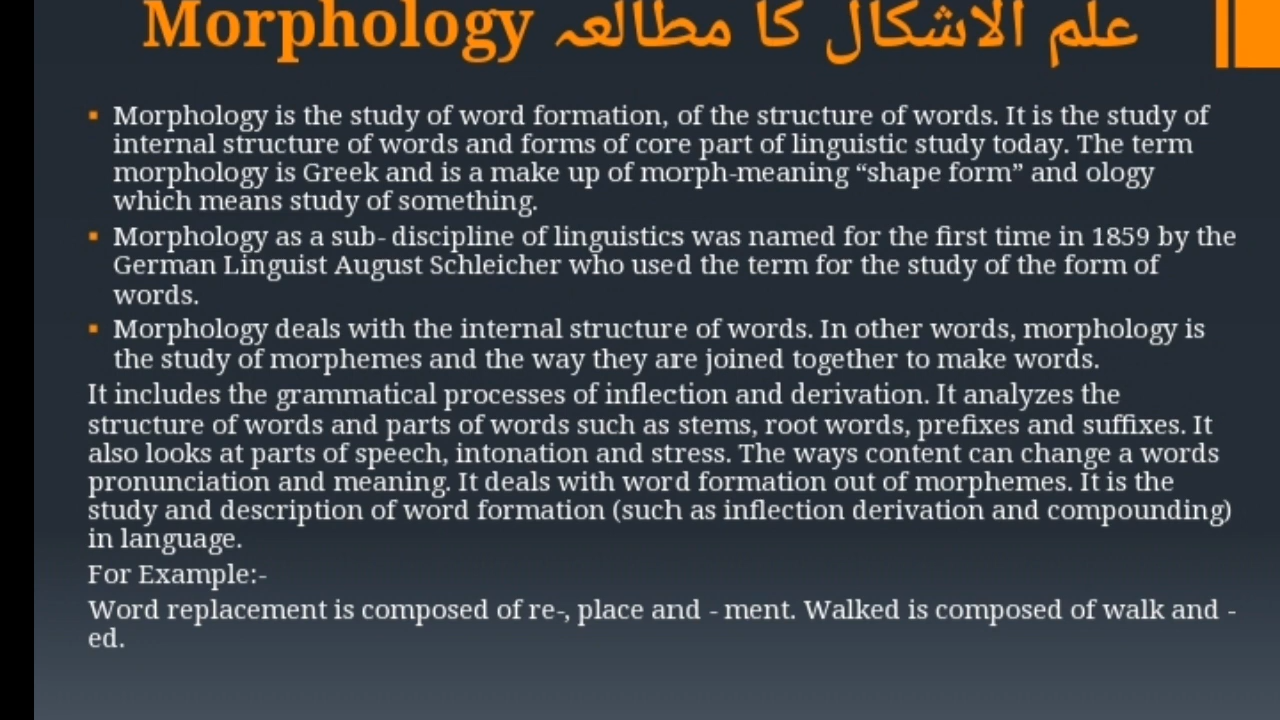 Morphology علم الاشکال کا مطالعہ
▪ Morphology is the study of word formation, of the structure of words. It is the study of
internal structure of words and forms of core part of linguistic study today. The term
morphology is Greek and is a make up of morph-meaning “shape form” and ology
which means study of something.
▪ Morphology as a sub- discipline of linguistics was named for the first time in 1859 by the
German Linguist August Schleicher who used the term for the study of the form of
words.
▪ Morphology deals with the internal structure of words. In other words, morphology is
the study of morphemes and the way they are joined together to make words.
It includes the grammatical processes of inflection and derivation. It analyzes the
structure of words and parts of words such as stems, root words, prefixes and suffixes. It
also looks at parts of speech, intonation and stress. The ways content can change a words
pronunciation and meaning. It deals with word formation out of morphemes. It is the
study and description of word formation (such as inflection derivation and compounding)
in language.
For Example:-
Word replacement is composed of re-, place and - ment. Walked is composed of walk and -
ed.